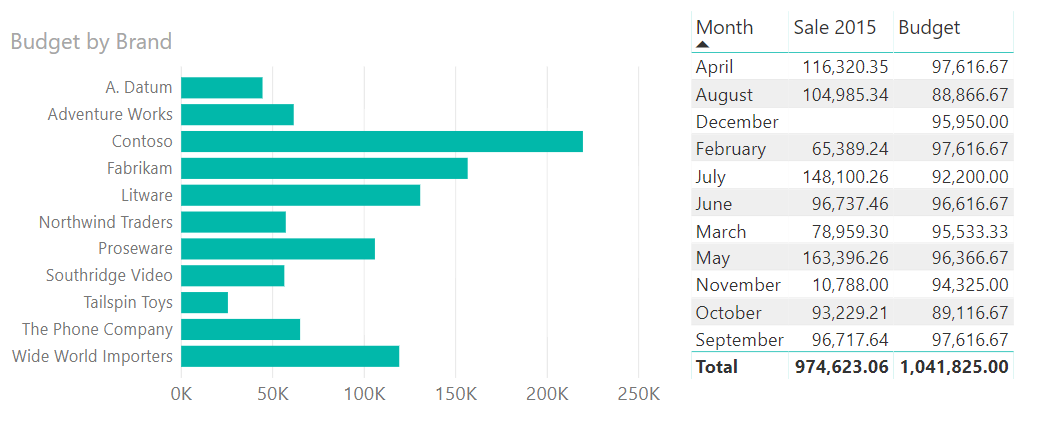 Budget by Brand
A. Datum
Adventure Works
Contoso
Fabrikam
Litware
Northwind Traders
Proseware
Southridge Video
Tailspin Toys
The Phone Company
Wide World Importers
0K 50K 100K 150K 200K 250K
Month Sale 2015 Budget
April 116,320.35 97,616.67
August 104,985.34 88,866.67
December 95,950.00
February 65,389.24 97,616.67
July 148,100.26 92,200.00
June 96,737.46 96,616.67
March 78,959.30 95,533.33
May 163,396.26 96,366.67
November 10,788.00 94,325.00
October 93,229.21 89,116.67
September 96,717.64 97,616.67
Total 974,623.06 1,041,825.00